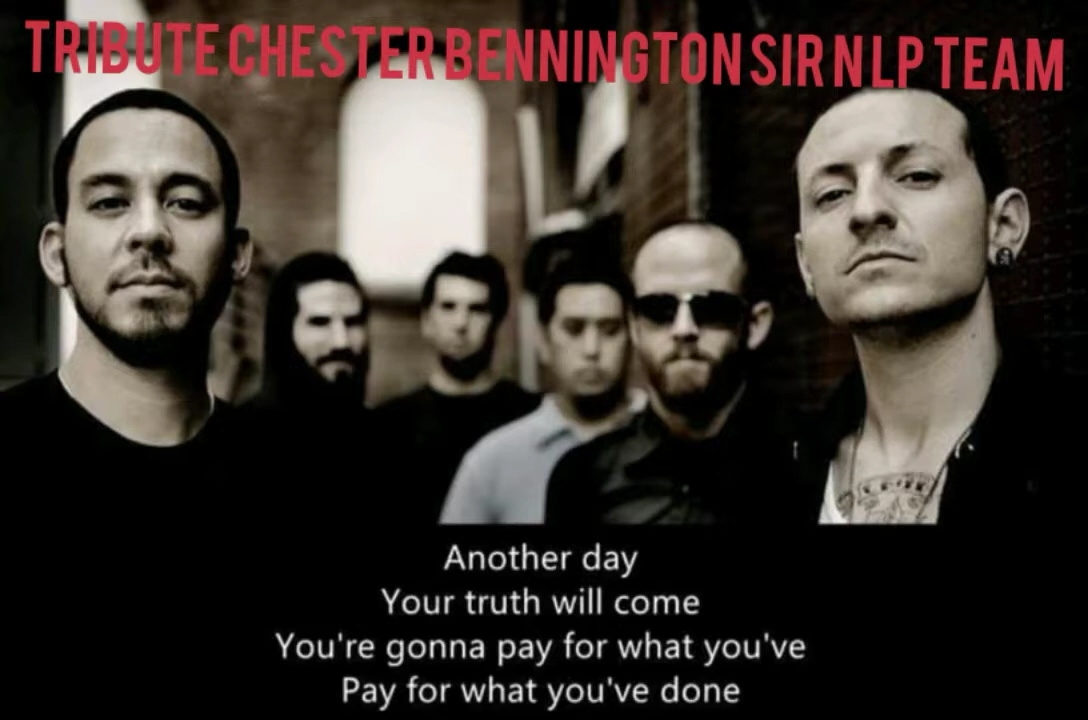 TRIBUTE CHESTER BENNINGTON SIR N LP TEAM
Another day
Your truth will come
You're gonna pay for what you've
Pay for what you've done